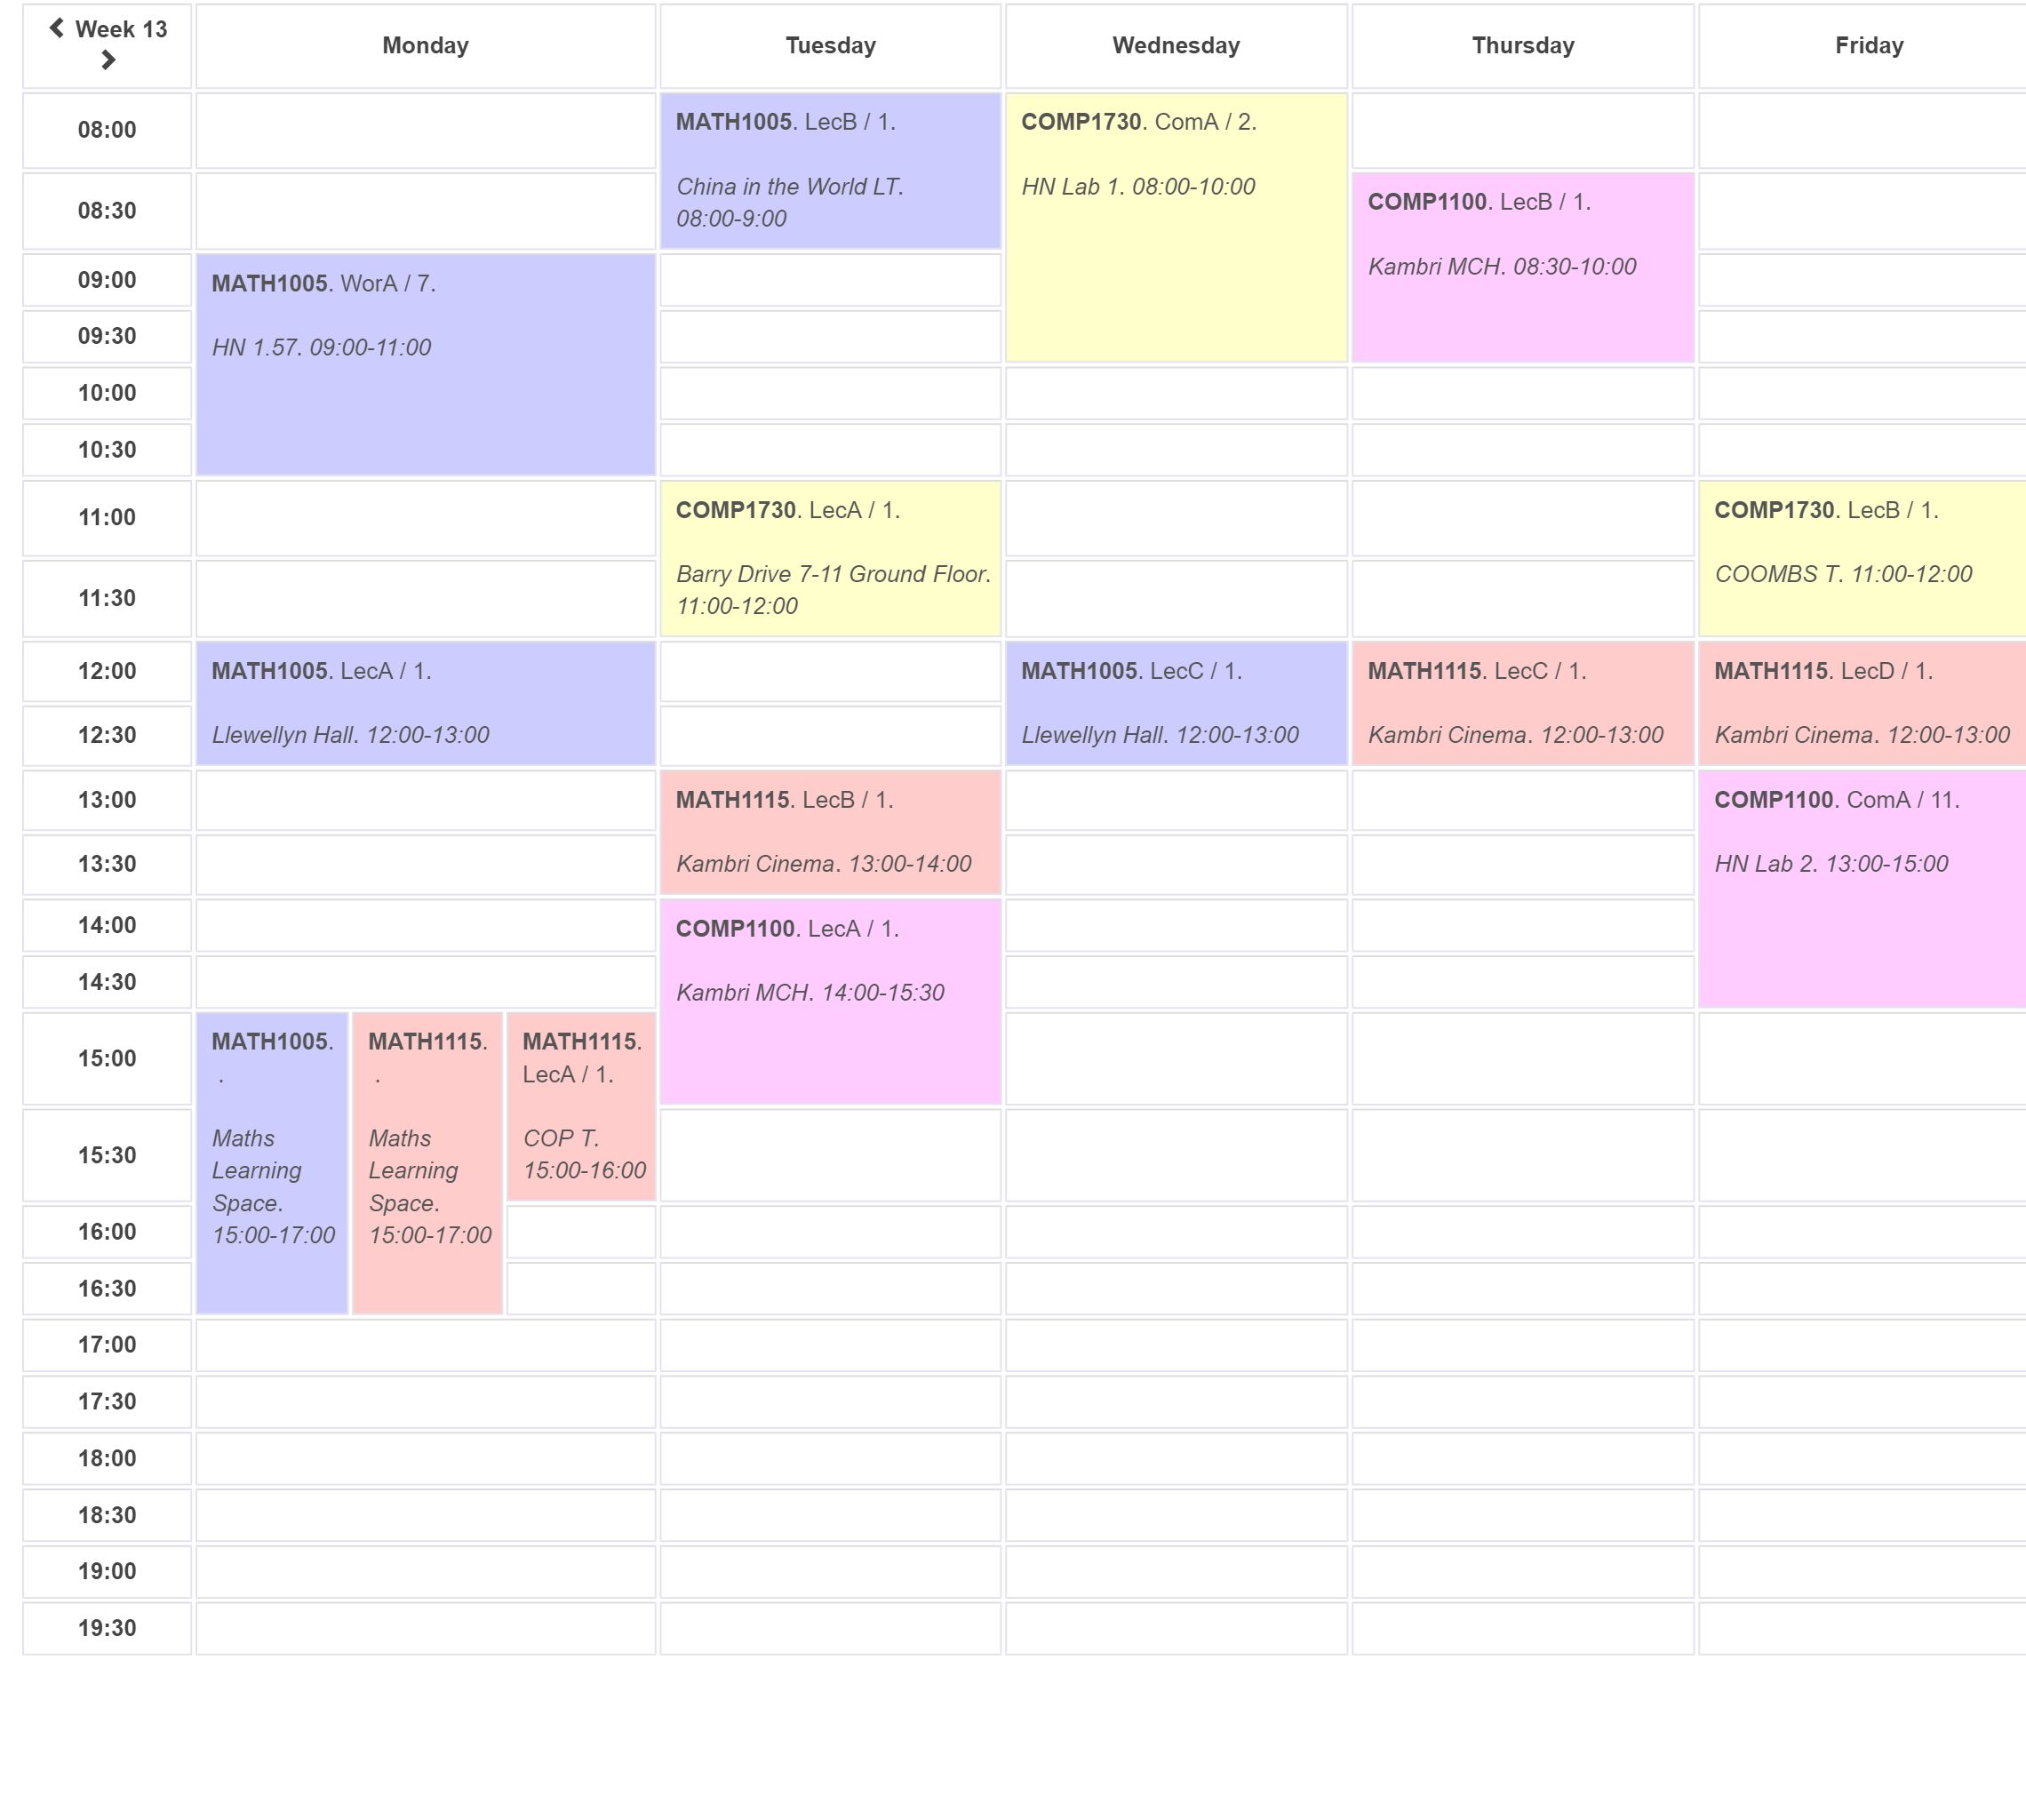 Week 13
Monday
Tuesday
Wednesday
Thursday
Friday
08:00
MATH1005. LecB / 1.
China in the World LT.
08:00-9:00
COMP1730. ComA / 2.
HN Lab 1. 08:00-10:00
08:30
COMP1100. LecB / 1.
Kambri MCH. 08:30-10:00
09:00
MATH1005. WorA / 7.
HN 1.57. 09:00-11:00
09:30
10:00
10:30
11:00
COMP1730. LecA / 1.
Barry Drive 7-11 Ground Floor.
11:00-12:00
COMP1730. LecB / 1.
COOMBS T. 11:00-12:00
11:30
12:00
MATH1005. LecA / 1.
Llewellyn Hall. 12:00-13:00
MATH1005. LecC / 1.
Llewellyn Hall. 12:00-13:00
MATH1115. LecC / 1.
Kambri Cinema. 12:00-13:00
MATH1115. LecD / 1.
Kambri Cinema. 12:00-13:00
12:30
13:00
MATH1115. LecB / 1.
Kambri Cinema. 13:00-14:00
COMP1100. ComA / 11.
HN Lab 2. 13:00-15:00
13:30
14:00
COMP1100. LecA / 1.
Kambri MCH. 14:00-15:30
14:30
15:00
MATH1005.
.
Maths
Learning
Space.
15:00-17:00
MATH1115.
.
Maths
Learning
Space.
15:00-17:00
MATH1115.
LecA / 1.
COP T.
15:00-16:00
15:30
16:00
16:30
17:00
17:30
18:00
18:30
19:00
19:30